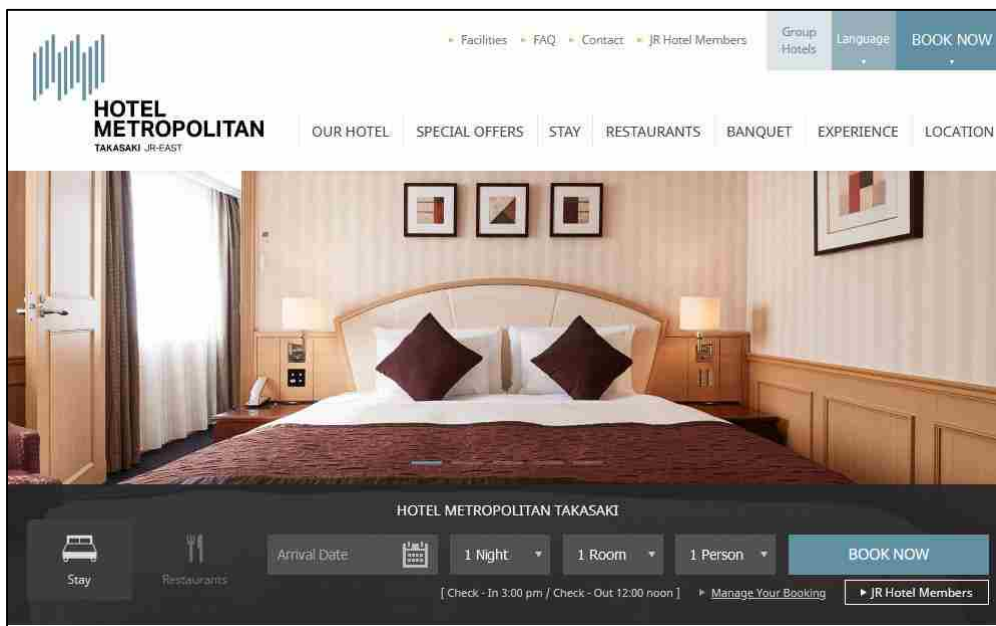 Facilities
FAQ
Contact
JR Hotel Members
Group
Hotels
Language
BOOK NOW
HOTEL
METROPOLITAN
TAKASAKI JR-EAST
OUR HOTEL
SPECIAL OFFERS
STAY
RESTAURANTS
BANQUET
EXPERIENCE
LOCATION
HOTEL METROPOLITAN TAKASAKI
Stay
Restaurants
Arrival Date
1 Night
1 Room
1 Person
BOOK NOW
[ Check - In 3:00 pm / Check - Out 12:00 noon ]
Manage Your Booking
JR Hotel Members